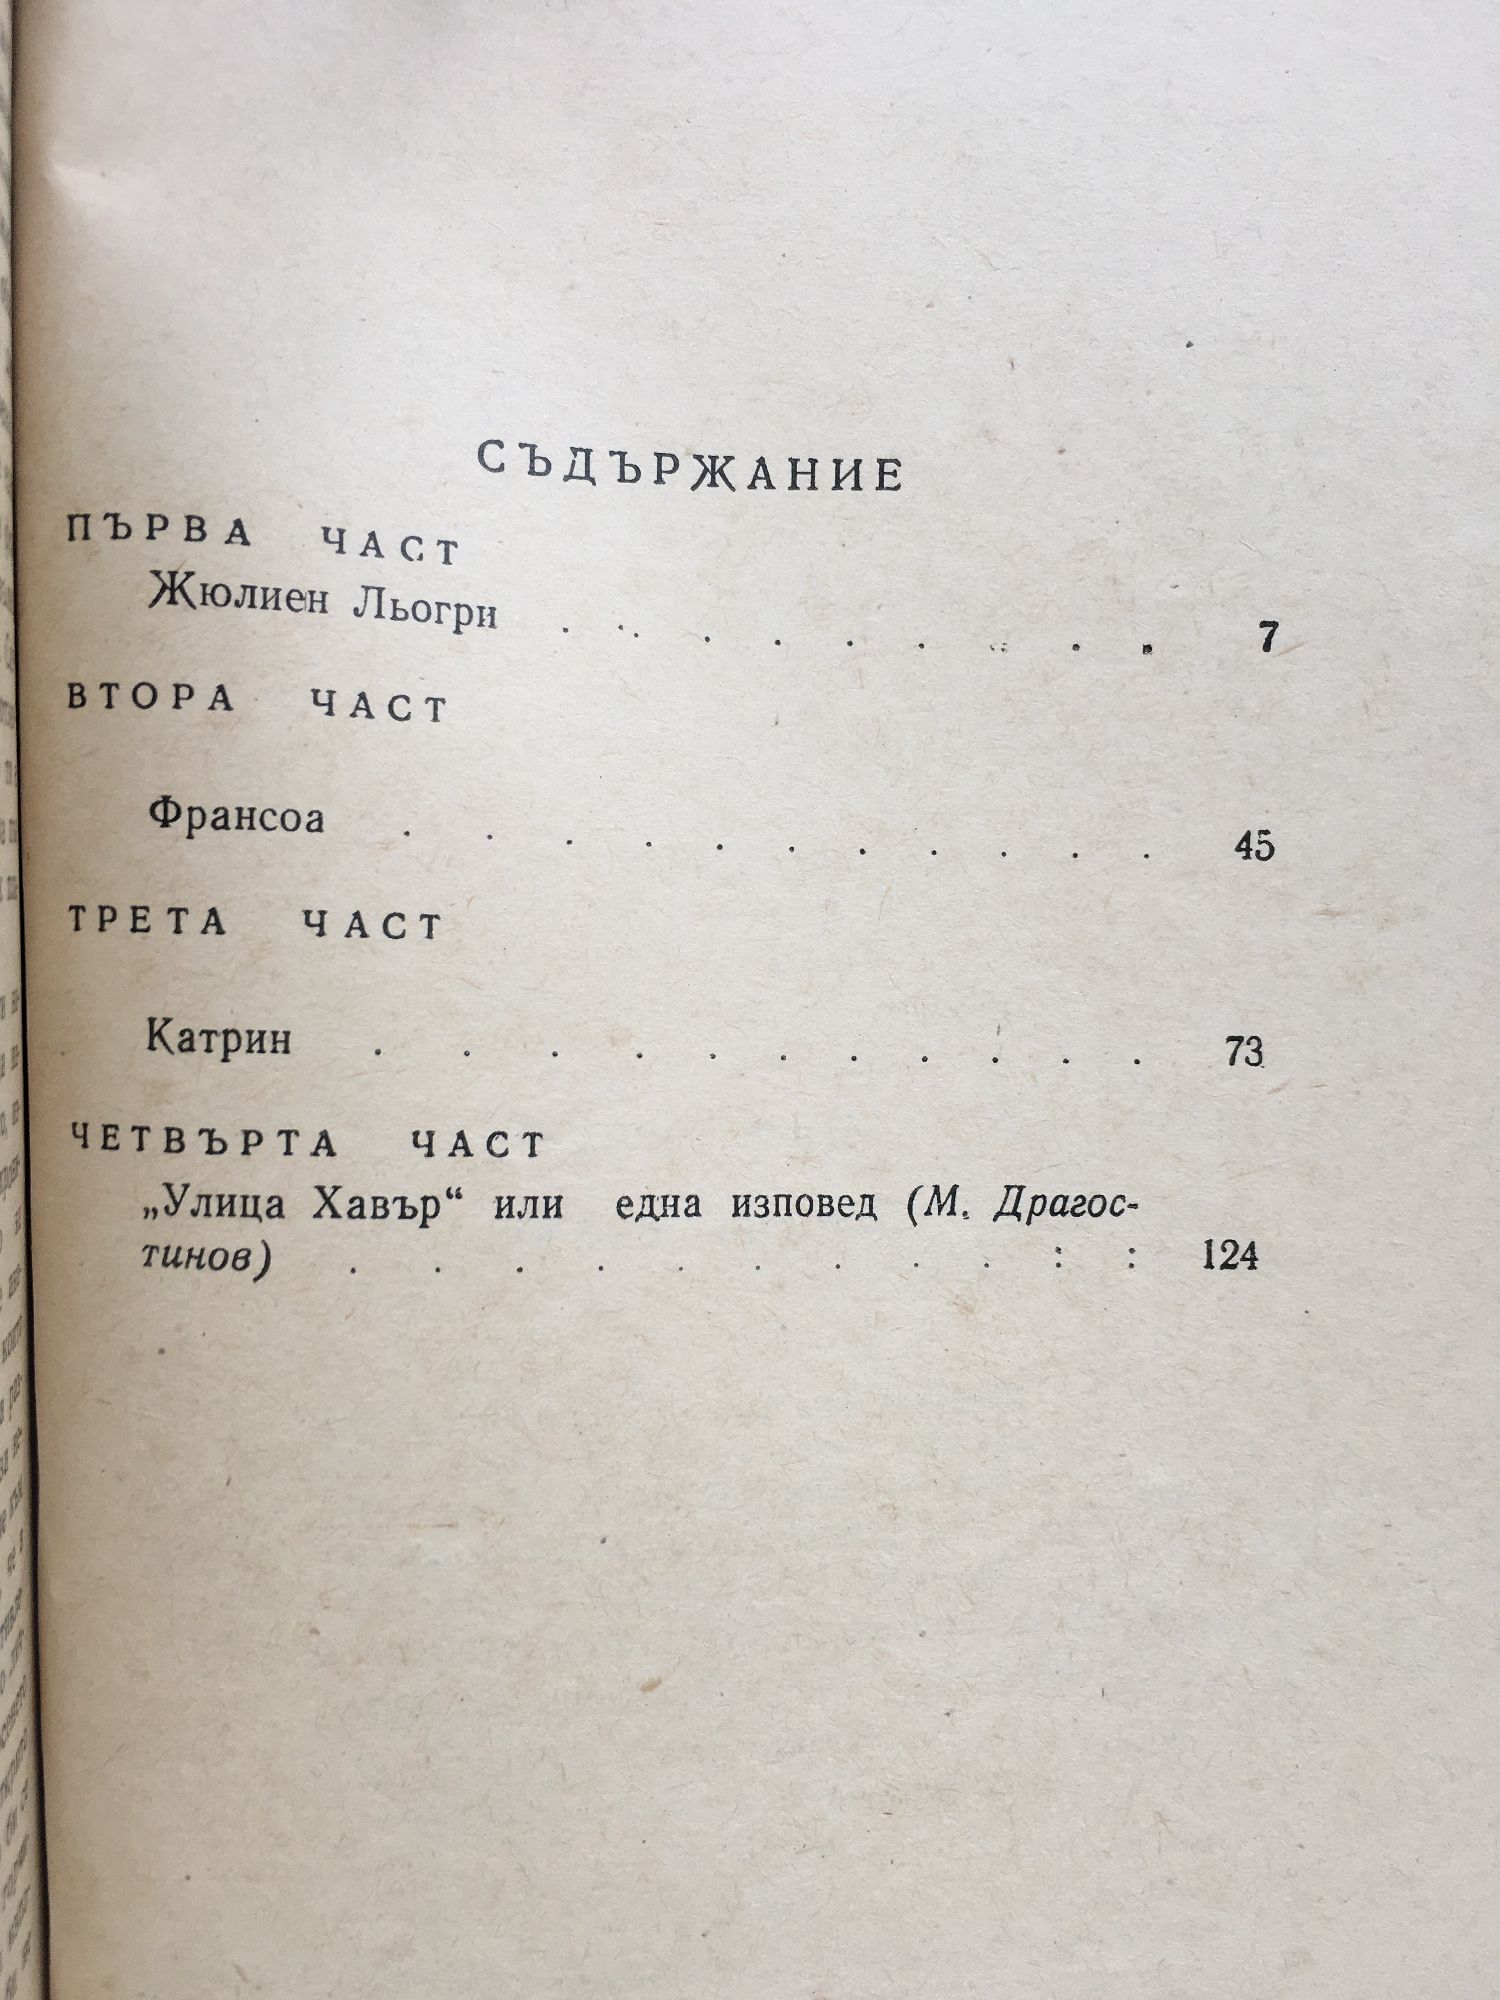 СЪДЪРЖАНИЕ
ПЪРВА ЧАСТ
Жюлиен Льогри . . . . . . . . . 7
ВТОРА ЧАСТ
Франсоа . . . . . . . . . . . 45
ТРЕТА ЧАСТ
Катрин . . . . . . . . . . . 73
ЧЕТВЪРТА ЧАСТ
„Улица Хавър“ или една изповед (М. Драгос-
тинов) . . . . . . . . . : : 124